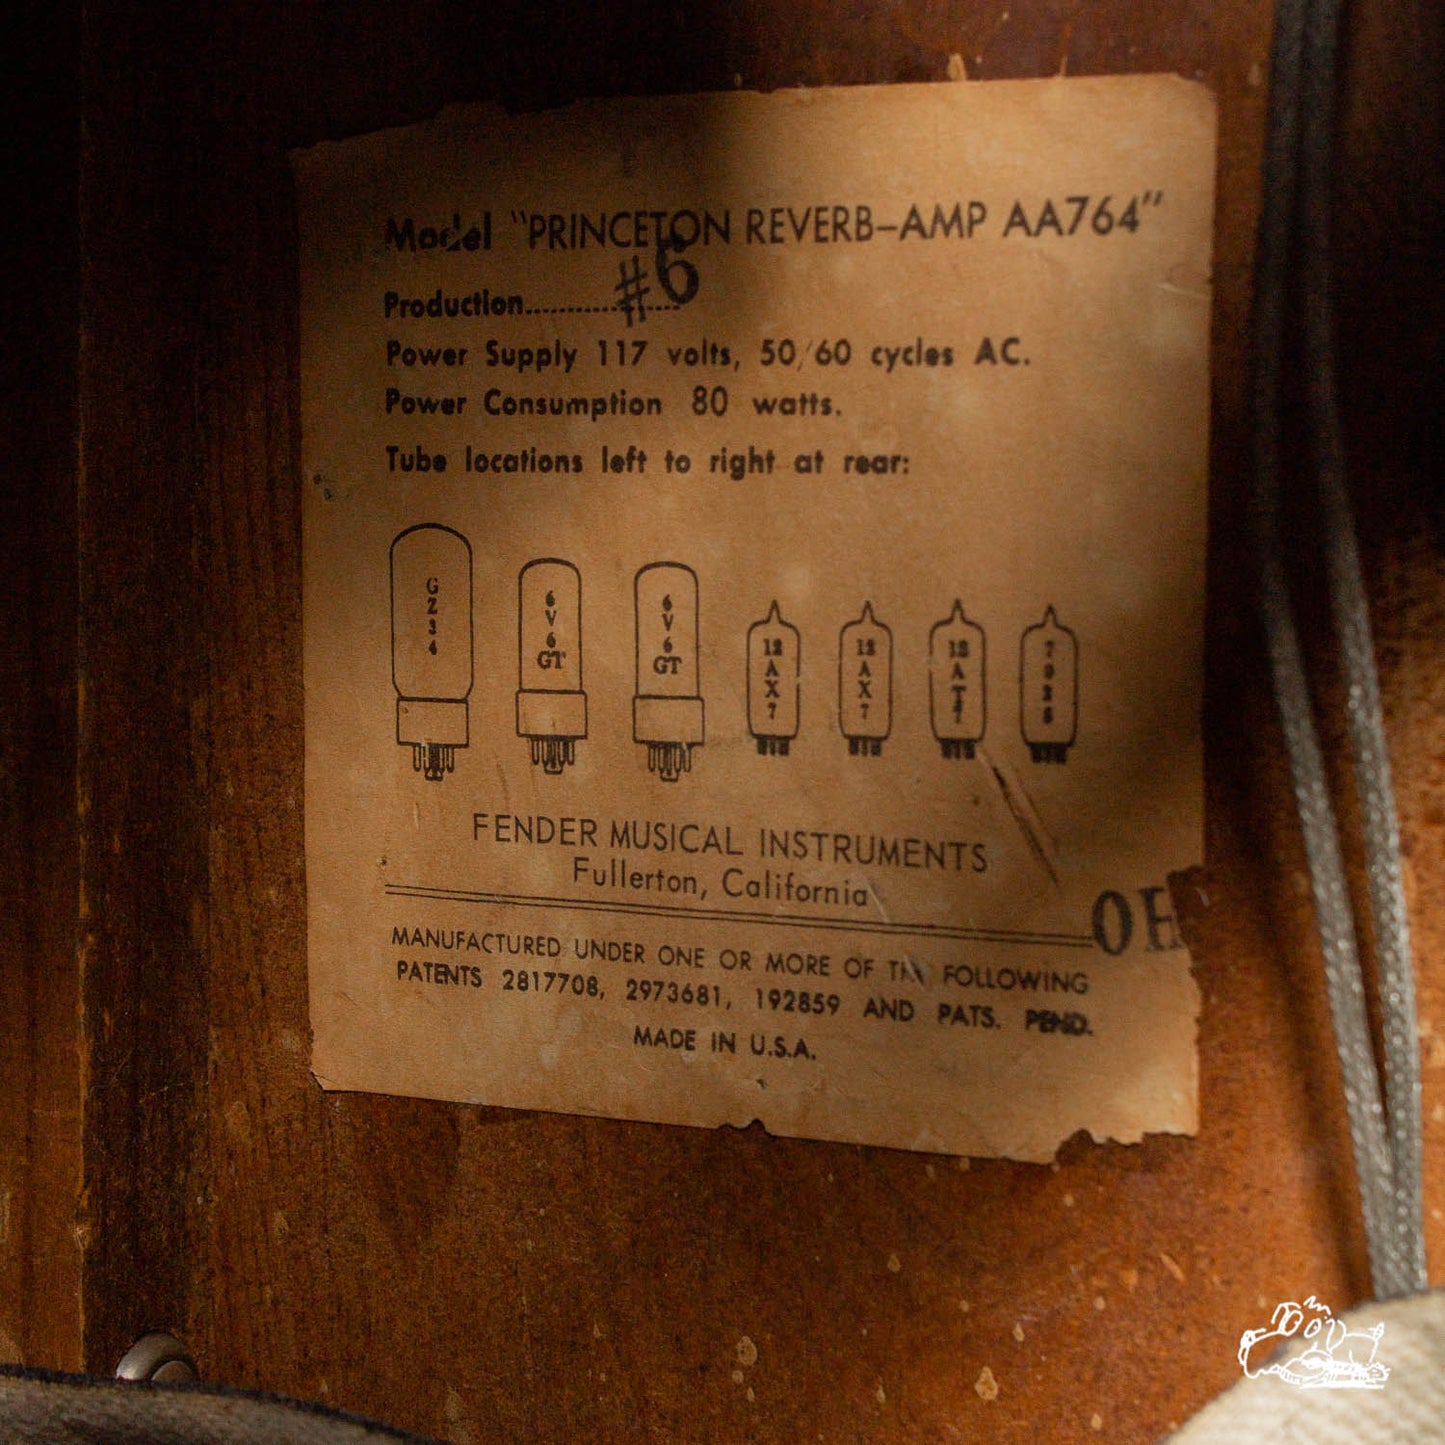 Model "PRINCETON REVERB-AMP AA764"
Production............... #6
Power Supply 117 volts, 50/60 cycles AC.
Power Consumption 80 watts.
Tube locations left to right at rear:
GZ34 6V6GT 6V6GT 12AX7 12AX7 12AT7 7025
FENDER MUSICAL INSTRUMENTS
Fullerton, California
OH
MANUFACTURED UNDER ONE OR MORE OF THE FOLLOWING
PATENTS 2817708, 2973681, 192859 AND PATS. PEND.
MADE IN U.S.A.